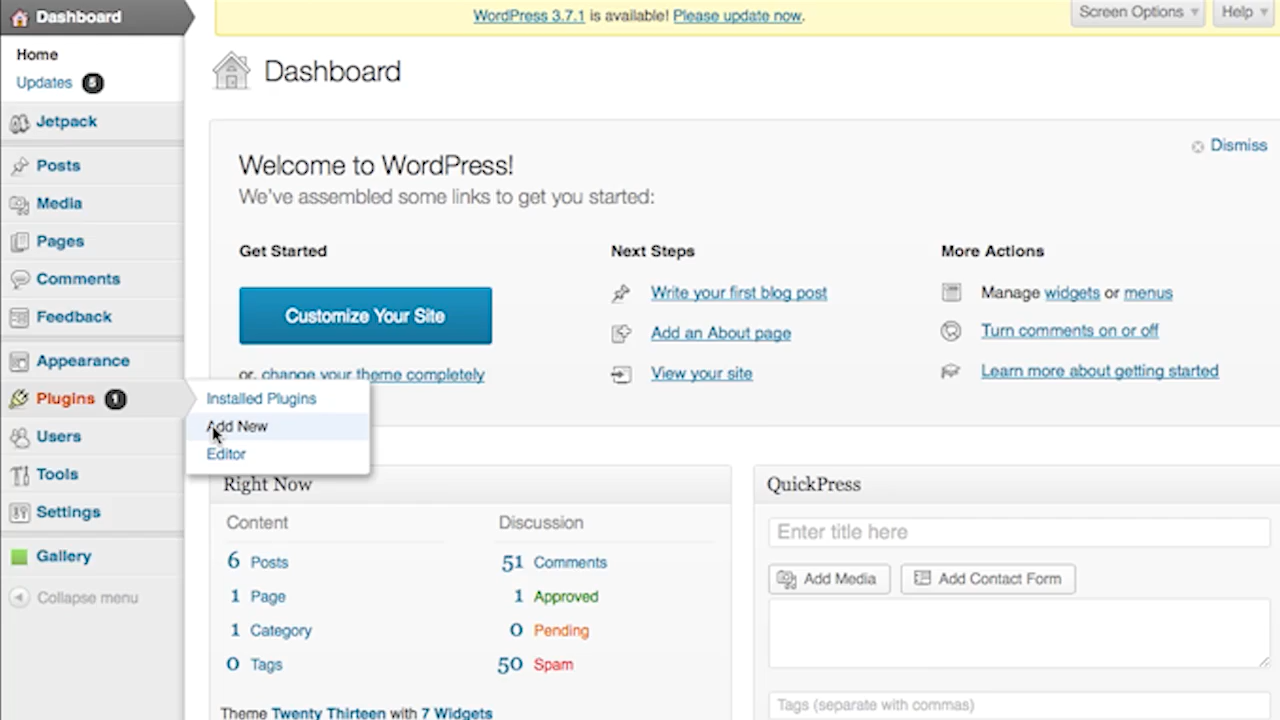 Dashboard
Home
Updates 5
Jetpack
Posts
Media
Pages
Comments
Feedback
Appearance
Plugins 1
Users
Tools
Settings
Gallery
Collapse menu
Installed Plugins
Add New
Editor
WordPress 3.7.1 is available! Please update now.
Screen Options
Help
Dashboard
Dismiss
Welcome to WordPress!
We've assembled some links to get you started:
Get Started
Customize Your Site
or, change your theme completely
Next Steps
Write your first blog post
Add an About page
View your site
More Actions
Manage widgets or menus
Turn comments on or off
Learn more about getting started
Right Now
Content
6 Posts
1 Page
1 Category
0 Tags
Discussion
51 Comments
1 Approved
0 Pending
50 Spam
Theme Twenty Thirteen with 7 Widgets
QuickPress
Enter title here
Add Media
Add Contact Form
Tags (separate with commas)